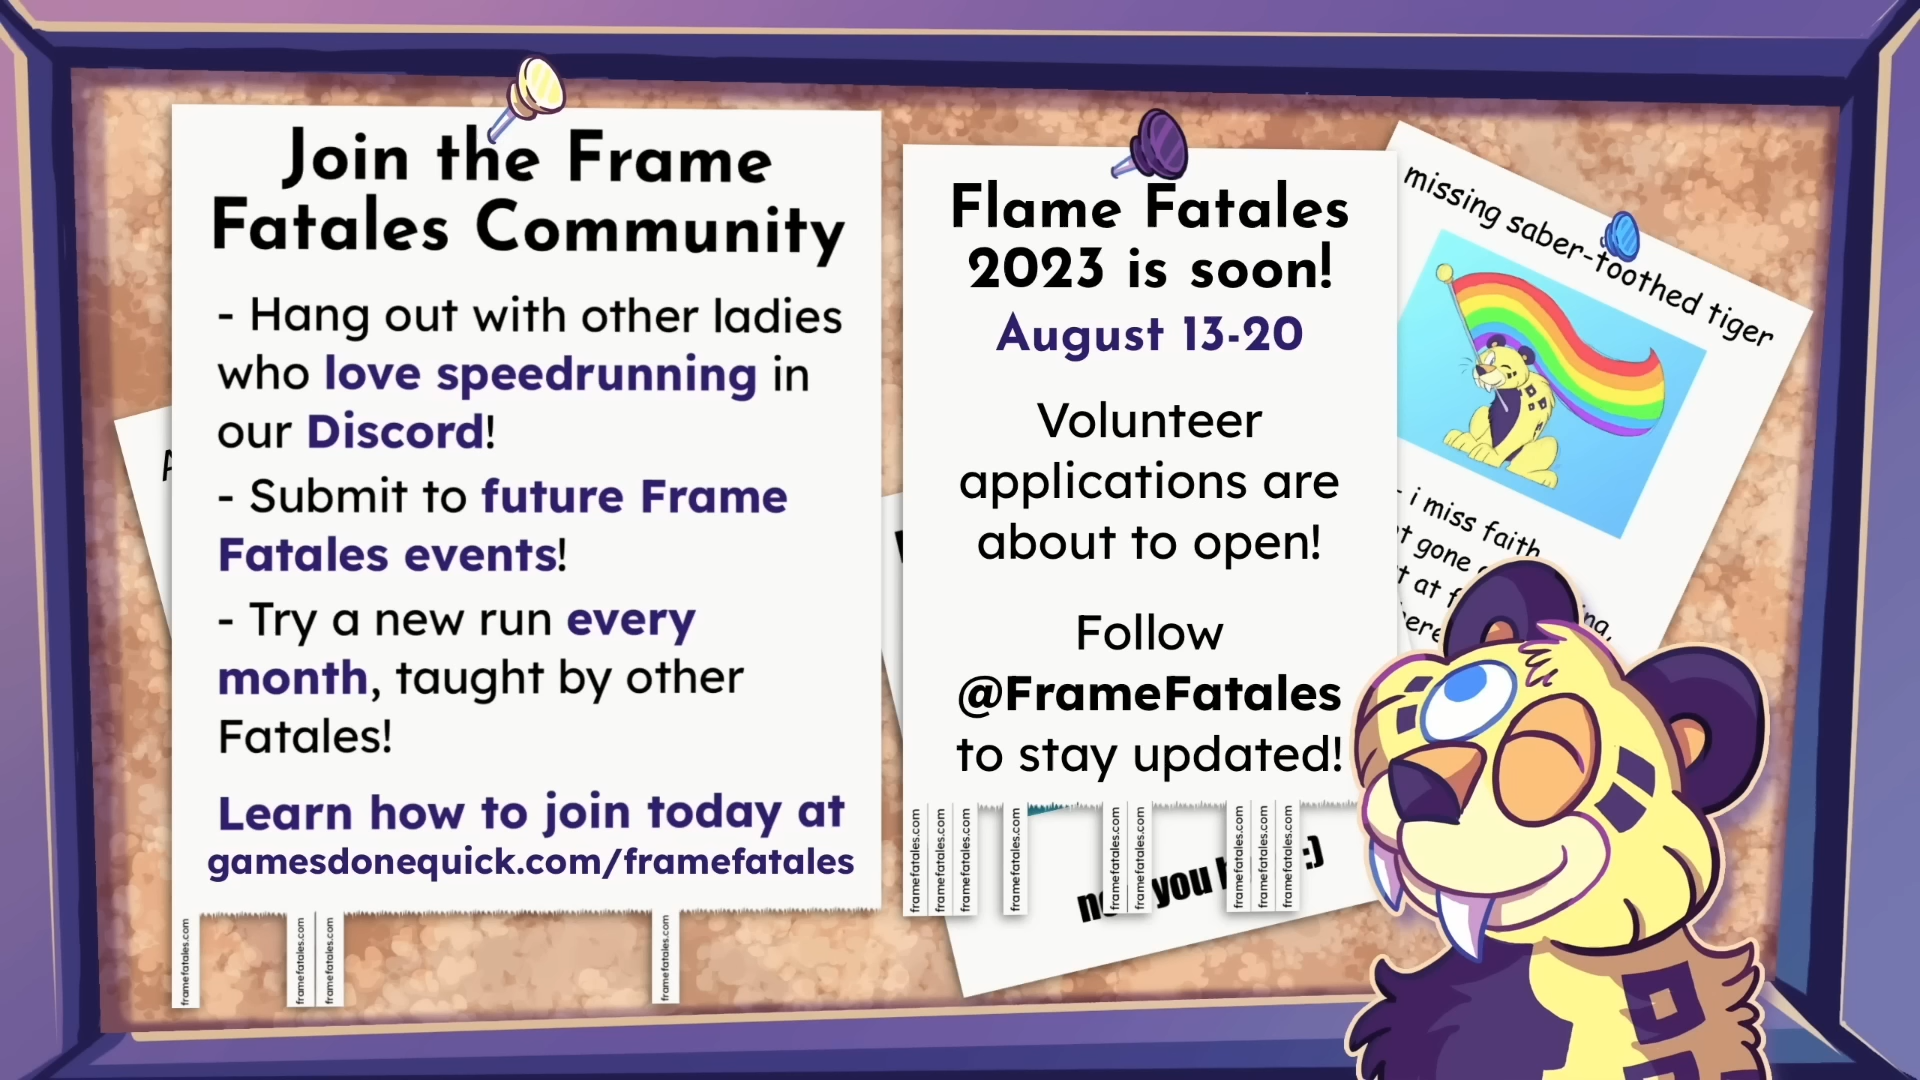 Join the Frame
Fatales Community
- Hang out with other ladies
who love speedrunning in
our Discord!
- Submit to future Frame
Fatales events!
- Try a new run every
month, taught by other
Fatales!
Learn how to join today at
gamesdonequick.com/framefatales
framefatales.com
framefatales.com
framefatales.com
framefatales.com
Flame Fatales
2023 is soon!
August 13-20
Volunteer
applications are
about to open!
Follow
@FrameFatales
to stay updated!
framefatales.com
framefatales.com
framefatales.com
framefatales.com
framefatales.com
framefatales.com
framefatales.com
framefatales.com
framefatales.com
you
:)
missing saber-toothed tiger
- i miss faith
gone
at